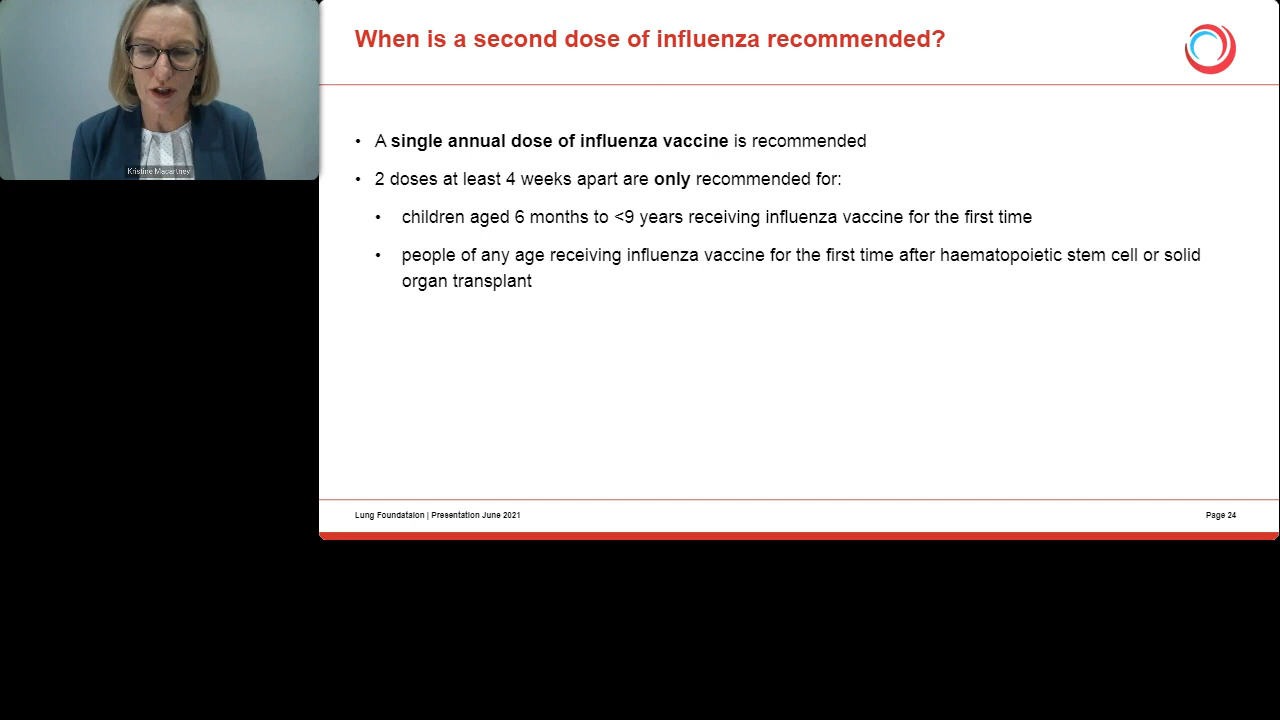 When is a second dose of influenza recommended?
Kristine Macartney
• A single annual dose of influenza vaccine is recommended
• 2 doses at least 4 weeks apart are only recommended for:
• children aged 6 months to <9 years receiving influenza vaccine for the first time
• people of any age receiving influenza vaccine for the first time after haematopoietic stem cell or solid
organ transplant
Lung Foundataion | Presentation June 2021
Page 24